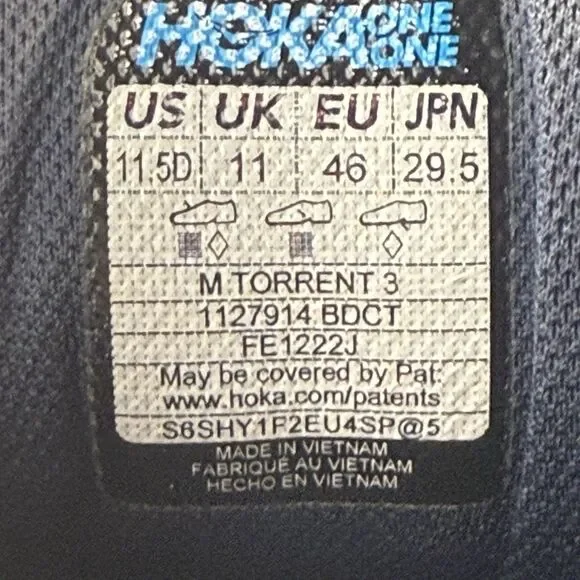 HOKA ONE ONE
US UK EU JPN
11.5D 11 46 29.5
M TORRENT 3
1127914 BDCT
FE1222J
May be covered by Pat:
www.hoka.com/patents
S6SHY1F2EU4SP@5
MADE IN VIETNAM
FABRIQUÉ AU VIETNAM
HECHO EN VIETNAM